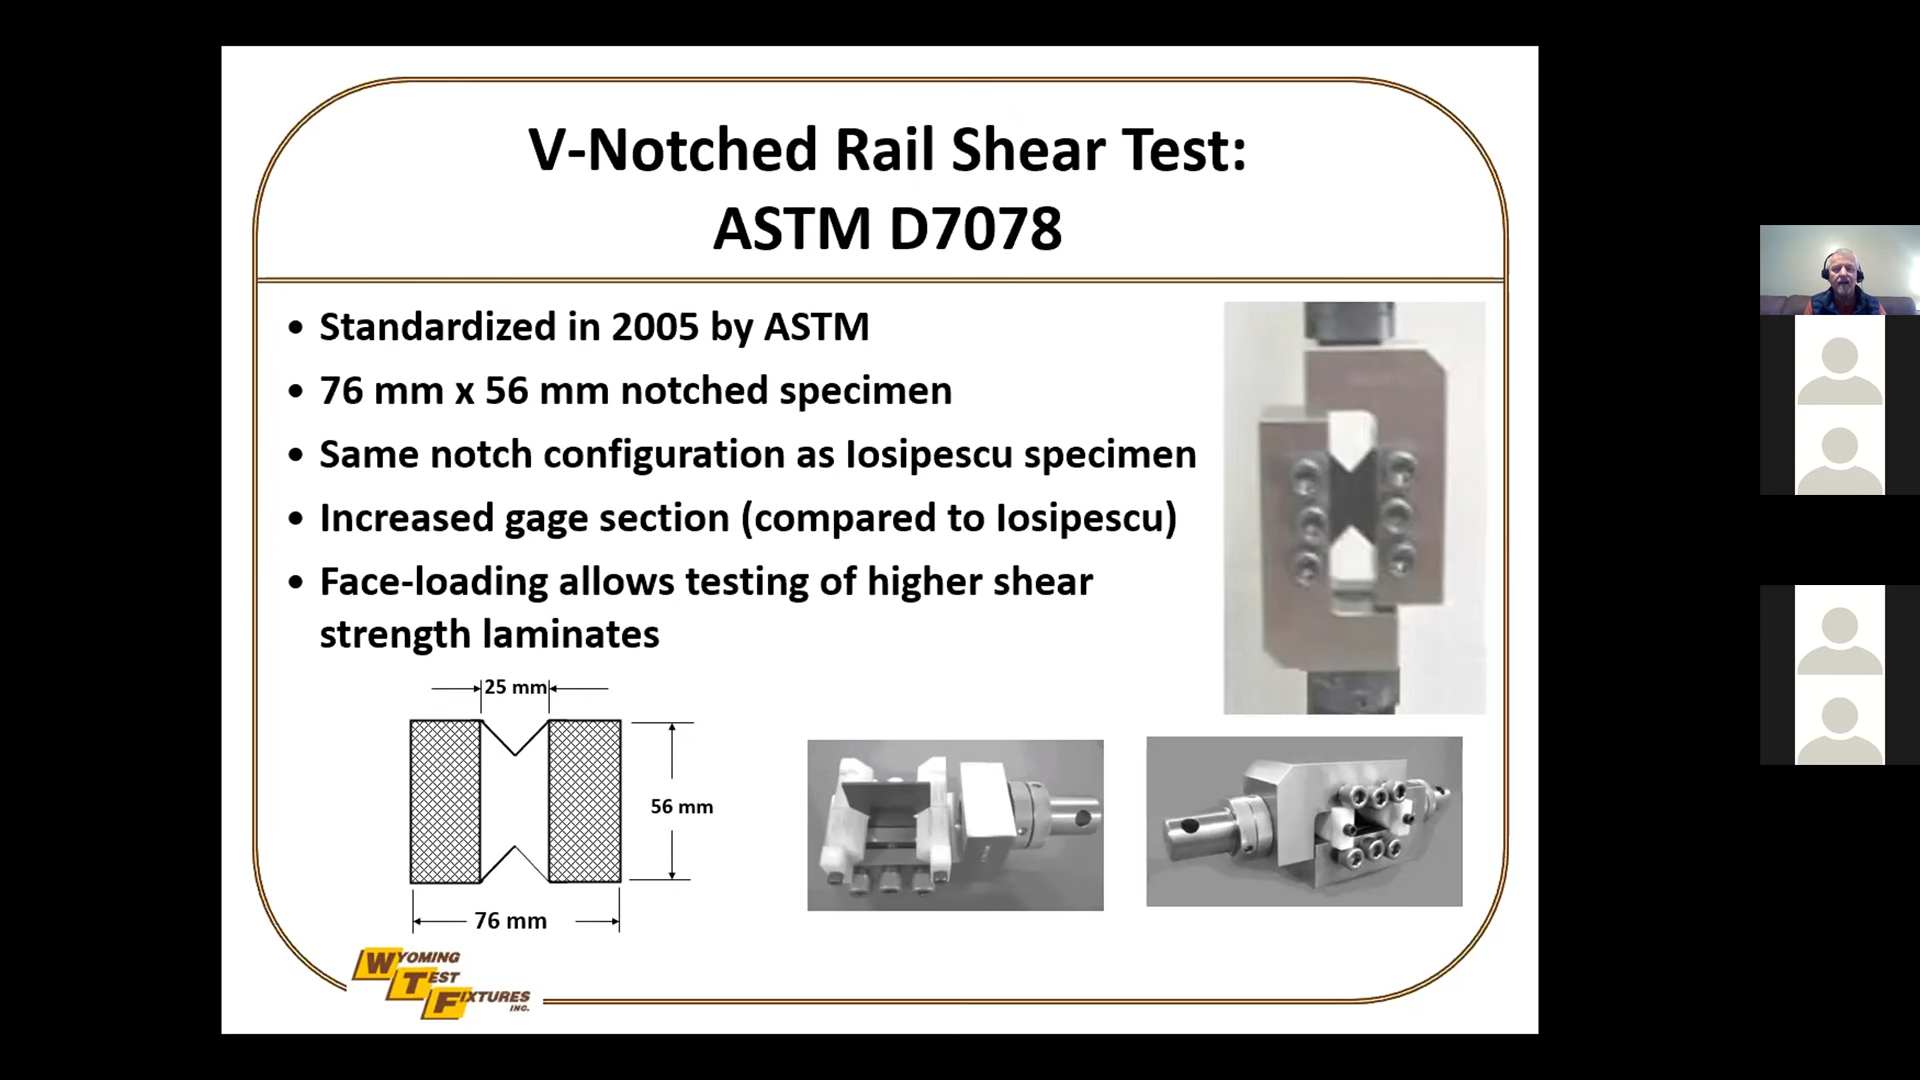 V-Notched Rail Shear Test:
ASTM D7078
• Standardized in 2005 by ASTM
• 76 mm x 56 mm notched specimen
• Same notch configuration as Iosipescu specimen
• Increased gage section (compared to Iosipescu)
• Face-loading allows testing of higher shear
strength laminates
25 mm
56 mm
76 mm
WYOMING
TEST
FIXTURES
INC.